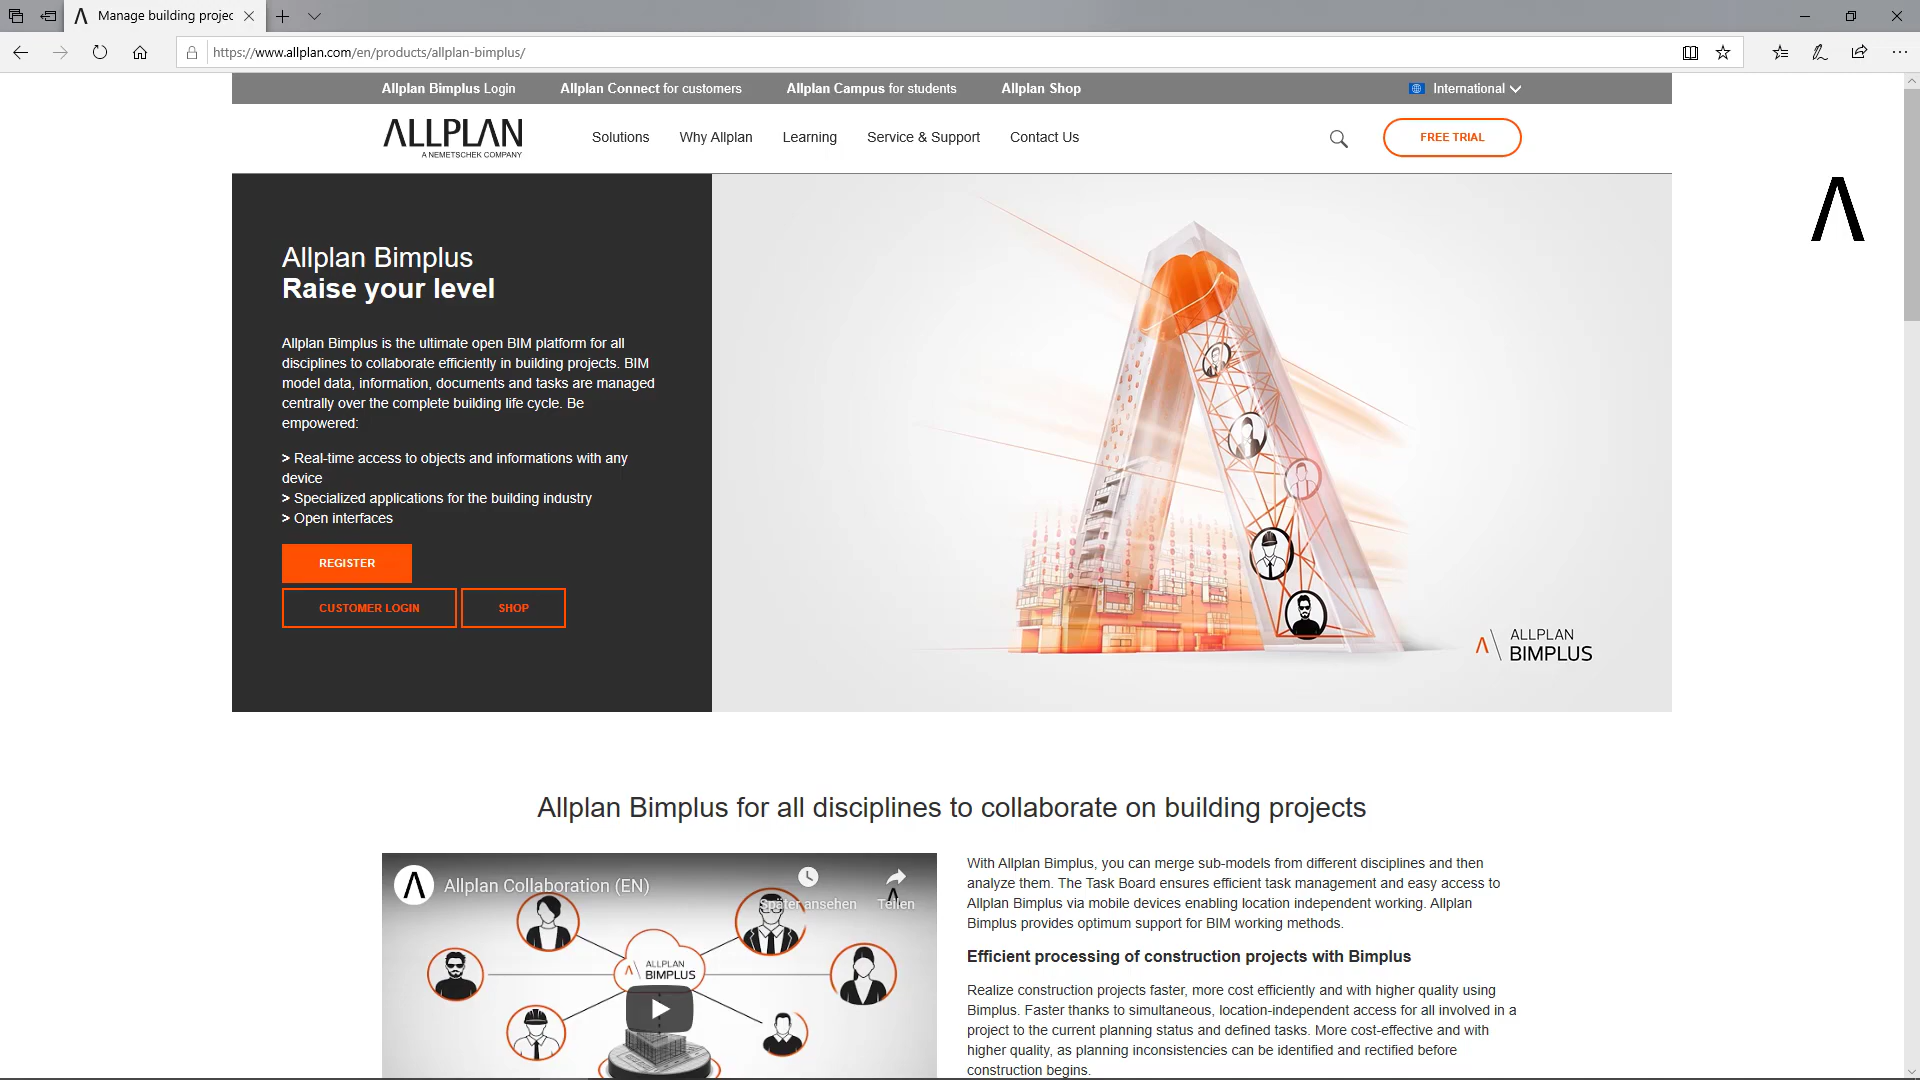 Manage building projec
https://www.allplan.com/en/products/allplan-bimplus/
Allplan Bimplus Login
Allplan Connect for customers
Allplan Campus for students
Allplan Shop
International
ALLPLAN
A NEMETSCHEK COMPANY
Solutions
Why Allplan
Learning
Service & Support
Contact Us
FREE TRIAL
Allplan Bimplus
Raise your level
Allplan Bimplus is the ultimate open BIM platform for all
disciplines to collaborate efficiently in building projects. BIM
model data, information, documents and tasks are managed
centrally over the complete building life cycle. Be
empowered:
> Real-time access to objects and informations with any
device
> Specialized applications for the building industry
> Open interfaces
REGISTER
CUSTOMER LOGIN
SHOP
ALLPLAN
BIMPLUS
Allplan Bimplus for all disciplines to collaborate on building projects
Allplan Collaboration (EN)
Später ansehen
Teilen
ALLPLAN
BIMPLUS
With Allplan Bimplus, you can merge sub-models from different disciplines and then
analyze them. The Task Board ensures efficient task management and easy access to
Allplan Bimplus via mobile devices enabling location independent working. Allplan
Bimplus provides optimum support for BIM working methods.
Efficient processing of construction projects with Bimplus
Realize construction projects faster, more cost efficiently and with higher quality using
Bimplus. Faster thanks to simultaneous, location-independent access for all involved in a
project to the current planning status and defined tasks. More cost-effective and with
higher quality, as planning inconsistencies can be identified and rectified before
construction begins.